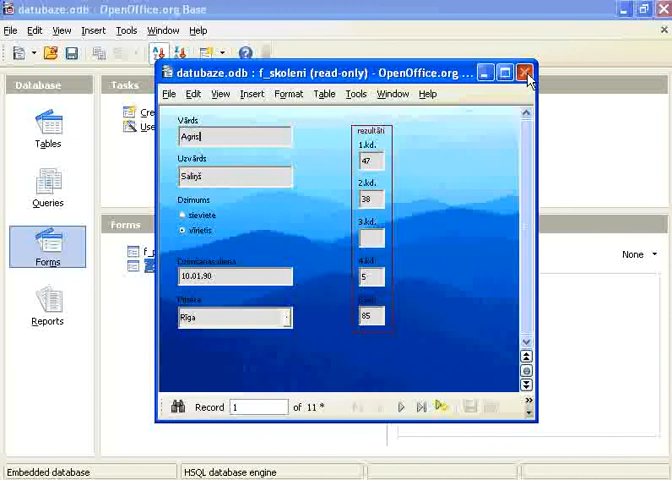 datubaze.odb - OpenOffice.org Base
File Edit View Insert Tools Window Help
Database
Tasks
Tables
Queries
Forms
Reports
Forms
None
datubaze.odb : f_skoleni (read-only) - OpenOffice.org ...
File Edit View Insert Format Table Tools Window Help
Vārds
Agris
Uzvārds
Saliņš
Dzimums
sieviete
vīrietis
Dzimšanas diena
10.01.90
Pilsēta
Rīga
rezultāti
1.kd.
47
2.kd.
38
3.kd.
4.kd.
5
85
Record 1 of 11 *
Embedded database
HSQL database engine